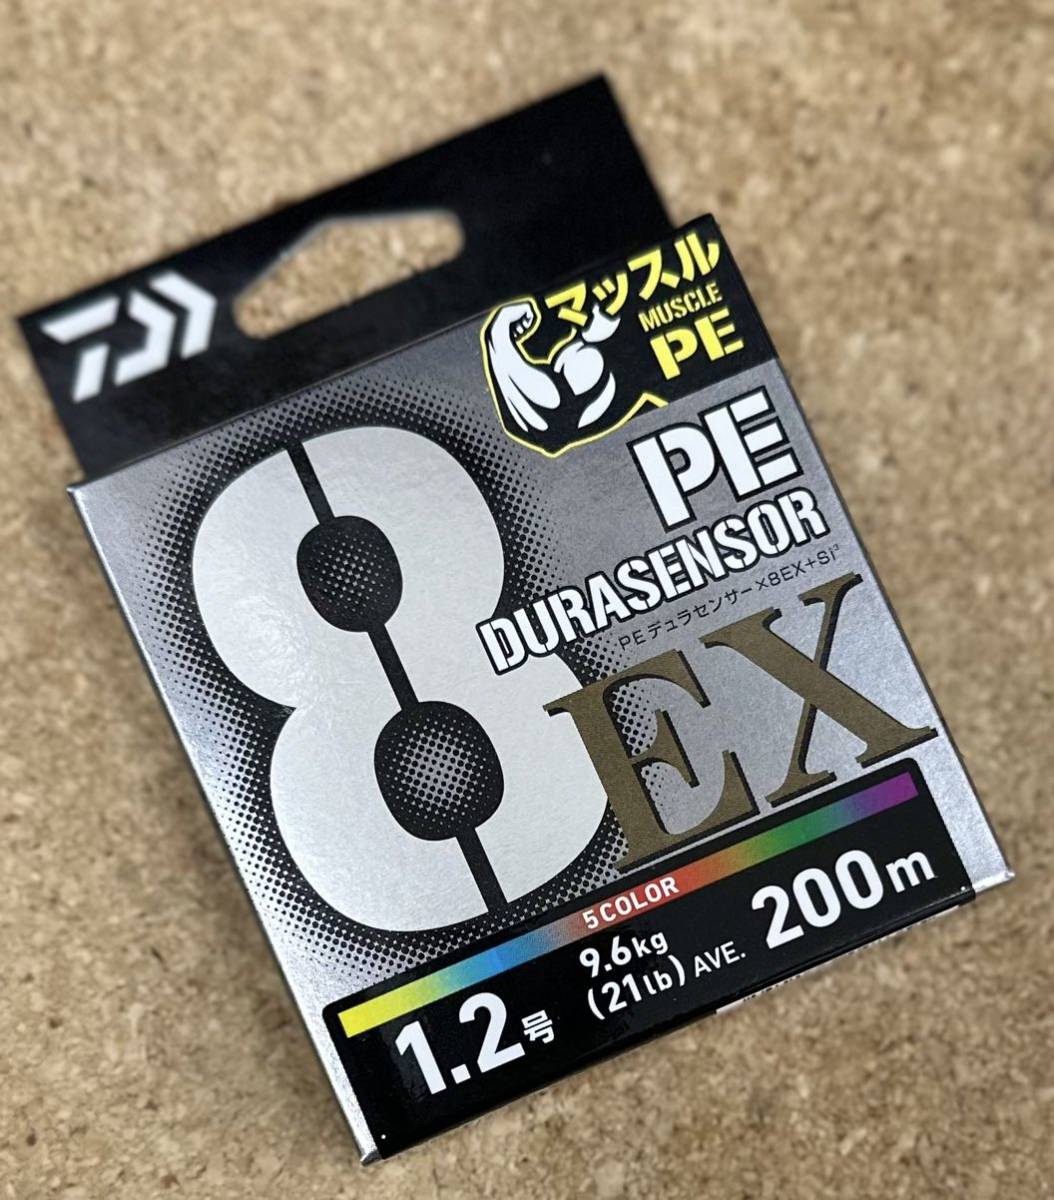 マッスル
MUSCLE
PE
8
PE
DURASENSOR
PEデュラセンサー×8EX+Si³
EX
5COLOR
1.2号
9.6kg
(21lb) AVE.
200m